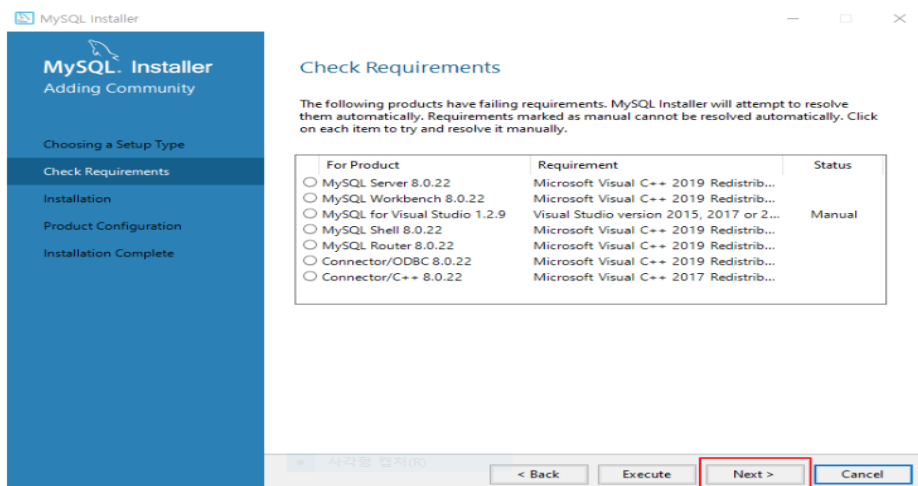 MySQL Installer
MySQL. Installer
Adding Community
Choosing a Setup Type
Check Requirements
Installation
Product Configuration
Installation Complete
Check Requirements
The following products have failing requirements. MySQL Installer will attempt to resolve
them automatically. Requirements marked as manual cannot be resolved automatically. Click
on each item to try and resolve it manually.
For Product Requirement Status
MySQL Server 8.0.22 Microsoft Visual C++ 2019 Redistrib...
MySQL Workbench 8.0.22 Microsoft Visual C++ 2019 Redistrib...
MySQL for Visual Studio 1.2.9 Visual Studio version 2015, 2017 or 2... Manual
MySQL Shell 8.0.22 Microsoft Visual C++ 2019 Redistrib...
MySQL Router 8.0.22 Microsoft Visual C++ 2019 Redistrib...
Connector/ODBC 8.0.22 Microsoft Visual C++ 2019 Redistrib...
Connector/C++ 8.0.22 Microsoft Visual C++ 2017 Redistrib...
사각형 캡처(R)
< Back Execute Next > Cancel